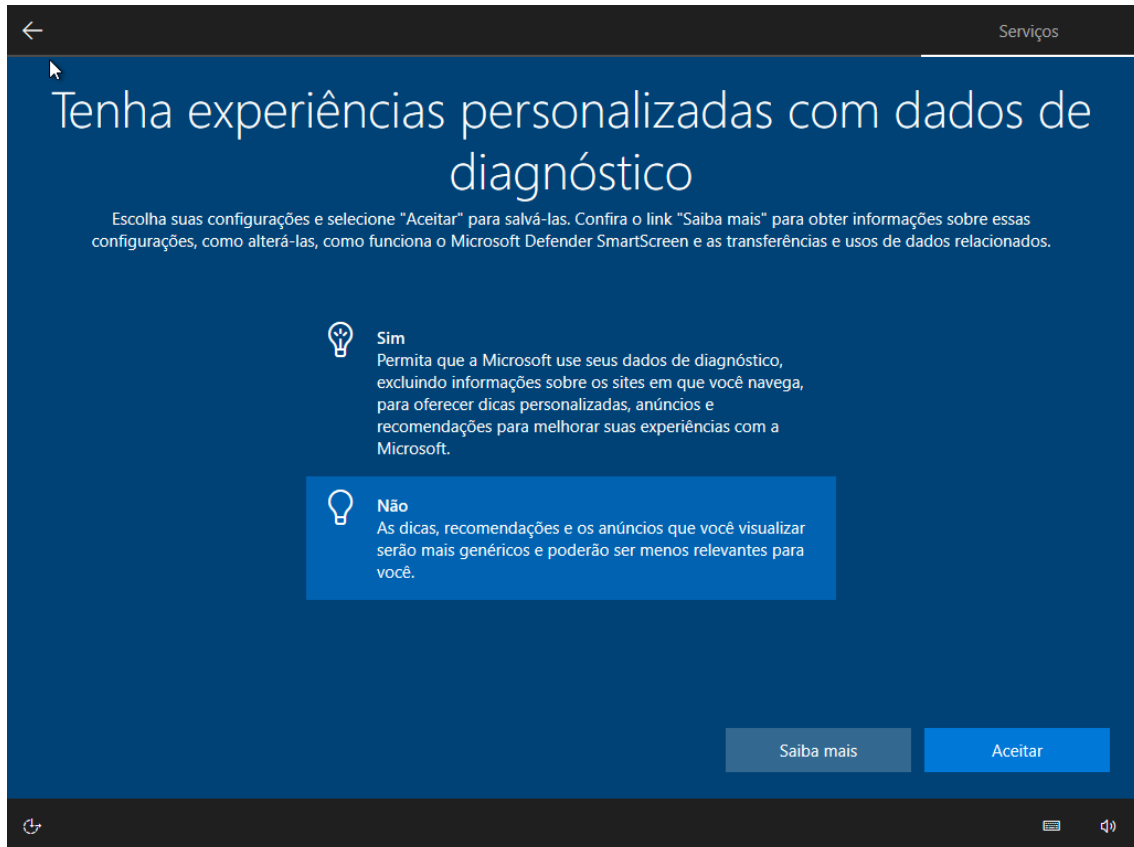 Serviços
Tenha experiências personalizadas com dados de
diagnóstico
Escolha suas configurações e selecione "Aceitar" para salvá-las. Confira o link "Saiba mais" para obter informações sobre essas
configurações, como alterá-las, como funciona o Microsoft Defender SmartScreen e as transferências e usos de dados relacionados.
Sim
Permita que a Microsoft use seus dados de diagnóstico,
excluindo informações sobre os sites em que você navega,
para oferecer dicas personalizadas, anúncios e
recomendações para melhorar suas experiências com a
Microsoft.
Não
As dicas, recomendações e os anúncios que você visualizar
serão mais genéricos e poderão ser menos relevantes para
você.
Saiba mais
Aceitar